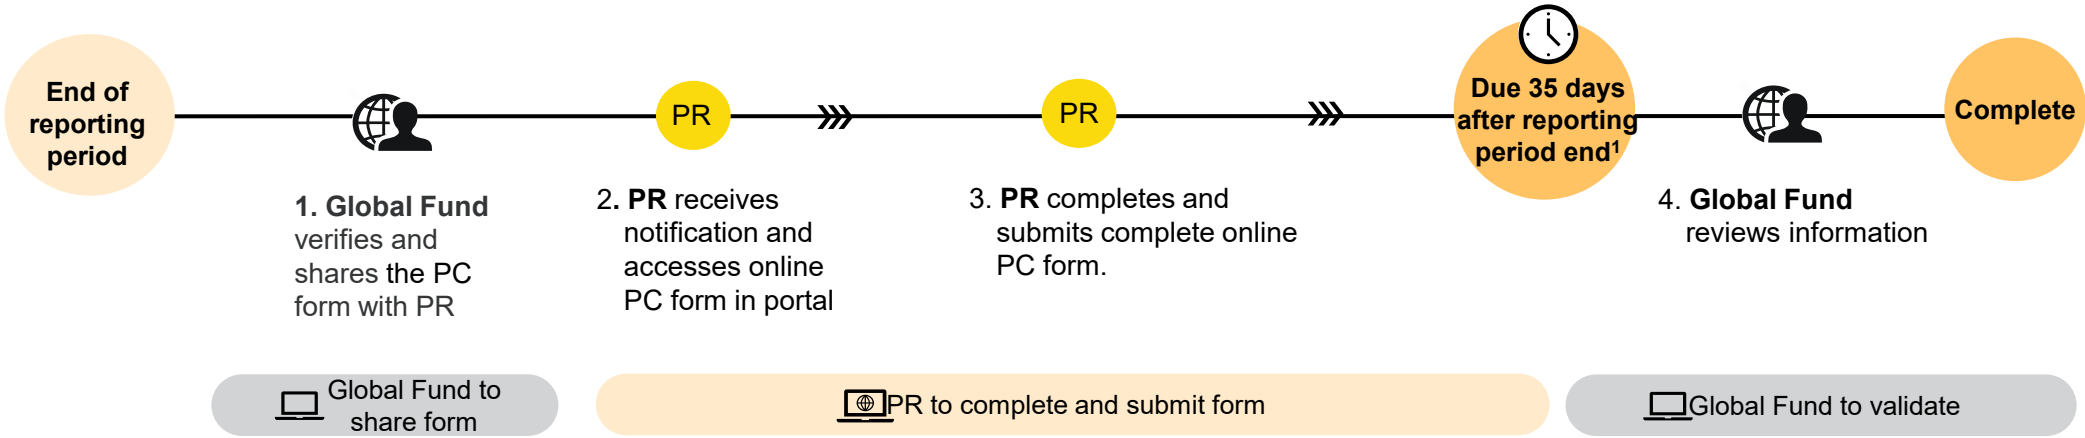 End of
reporting
period
PR
PR
Due 35 days
after reporting
period end¹
Complete
1. Global Fund
verifies and
shares the PC
form with PR
2. PR receives
notification and
accesses online
PC form in portal
3. PR completes and
submits complete online
PC form.
4. Global Fund
reviews information
Global Fund to
share form
PR to complete and submit form
Global Fund to validate